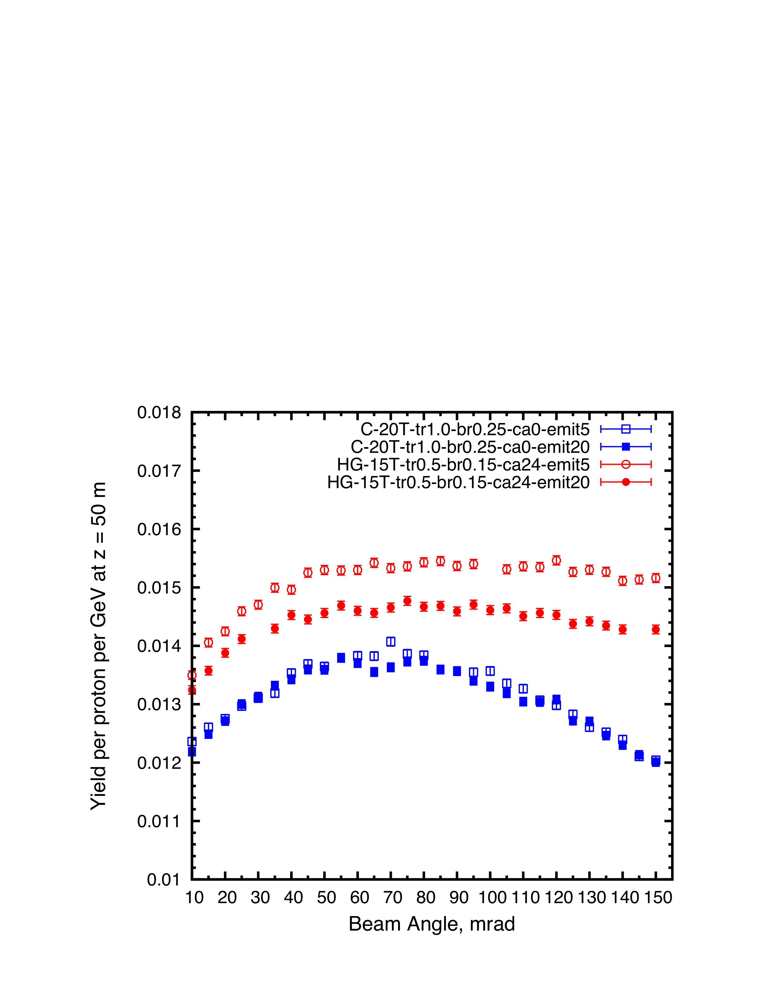 0.018
0.017
0.016
0.015
0.014
0.013
0.012
0.011
0.01
Yield per proton per GeV at z = 50 m
C-20T-tr1.0-br0.25-ca0-emit5
C-20T-tr1.0-br0.25-ca0-emit20
HG-15T-tr0.5-br0.15-ca24-emit5
HG-15T-tr0.5-br0.15-ca24-emit20
10 20 30 40 50 60 70 80 90 100 110 120 130 140 150
Beam Angle, mrad